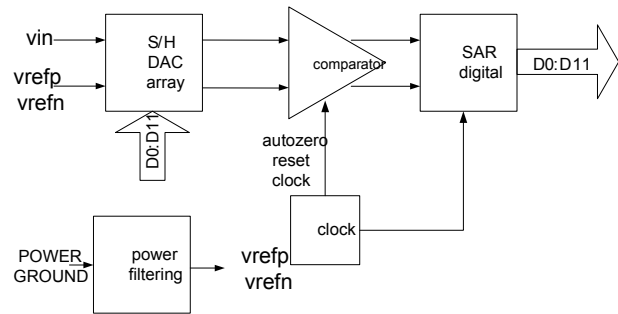 vin
vrefp
vrefn
S/H
DAC
array
comparator
SAR
digital
D0:D11
D0:D11
autozero
reset
clock
clock
POWER
GROUND
power
filtering
vrefp
vrefn